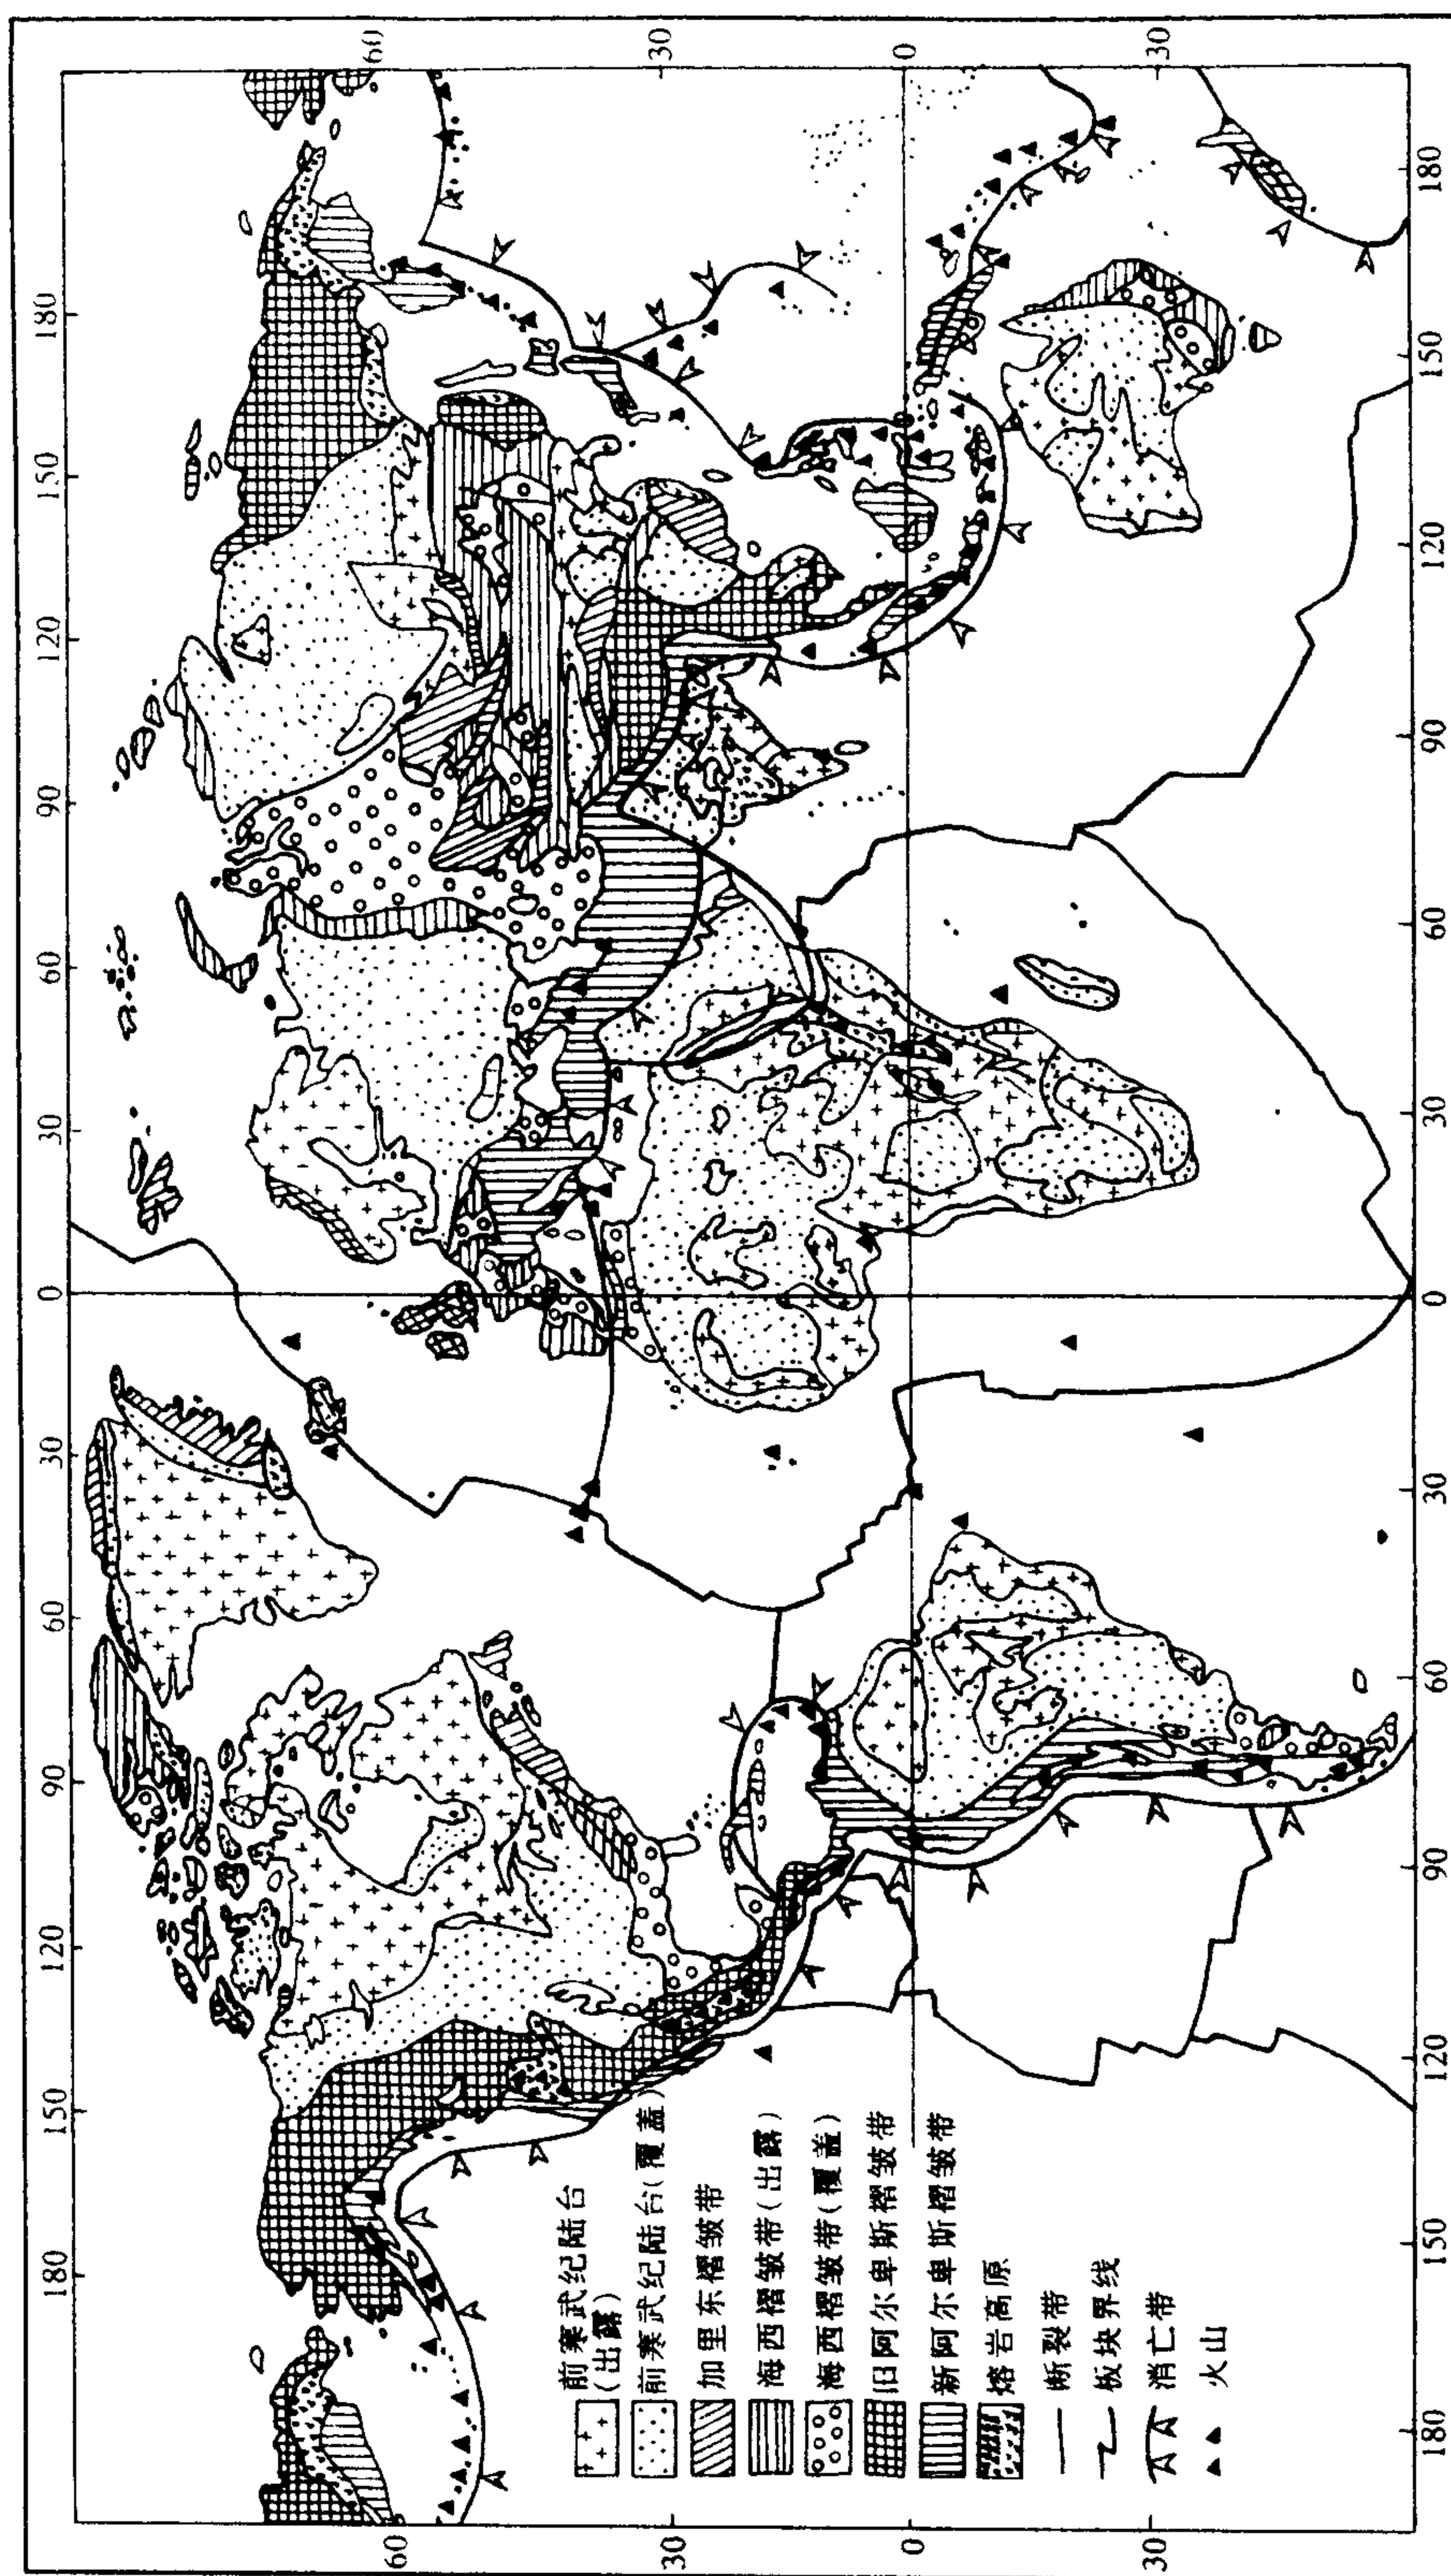 180 150 120 90 60 30 0 30 60 90 120 150 180
60 60
30 30
0 0
30 30
前寒武纪陆台
(出露)
前寒武纪陆台(覆盖)
加里东褶皱带
海西褶皱带(出露)
海西褶皱带(覆盖)
旧阿尔卑斯褶皱带
新阿尔卑斯褶皱带
熔岩高原
断裂带
板块界线
消亡带
火山
180 150 120 90 60 30 0 30 60 90 120 150 180